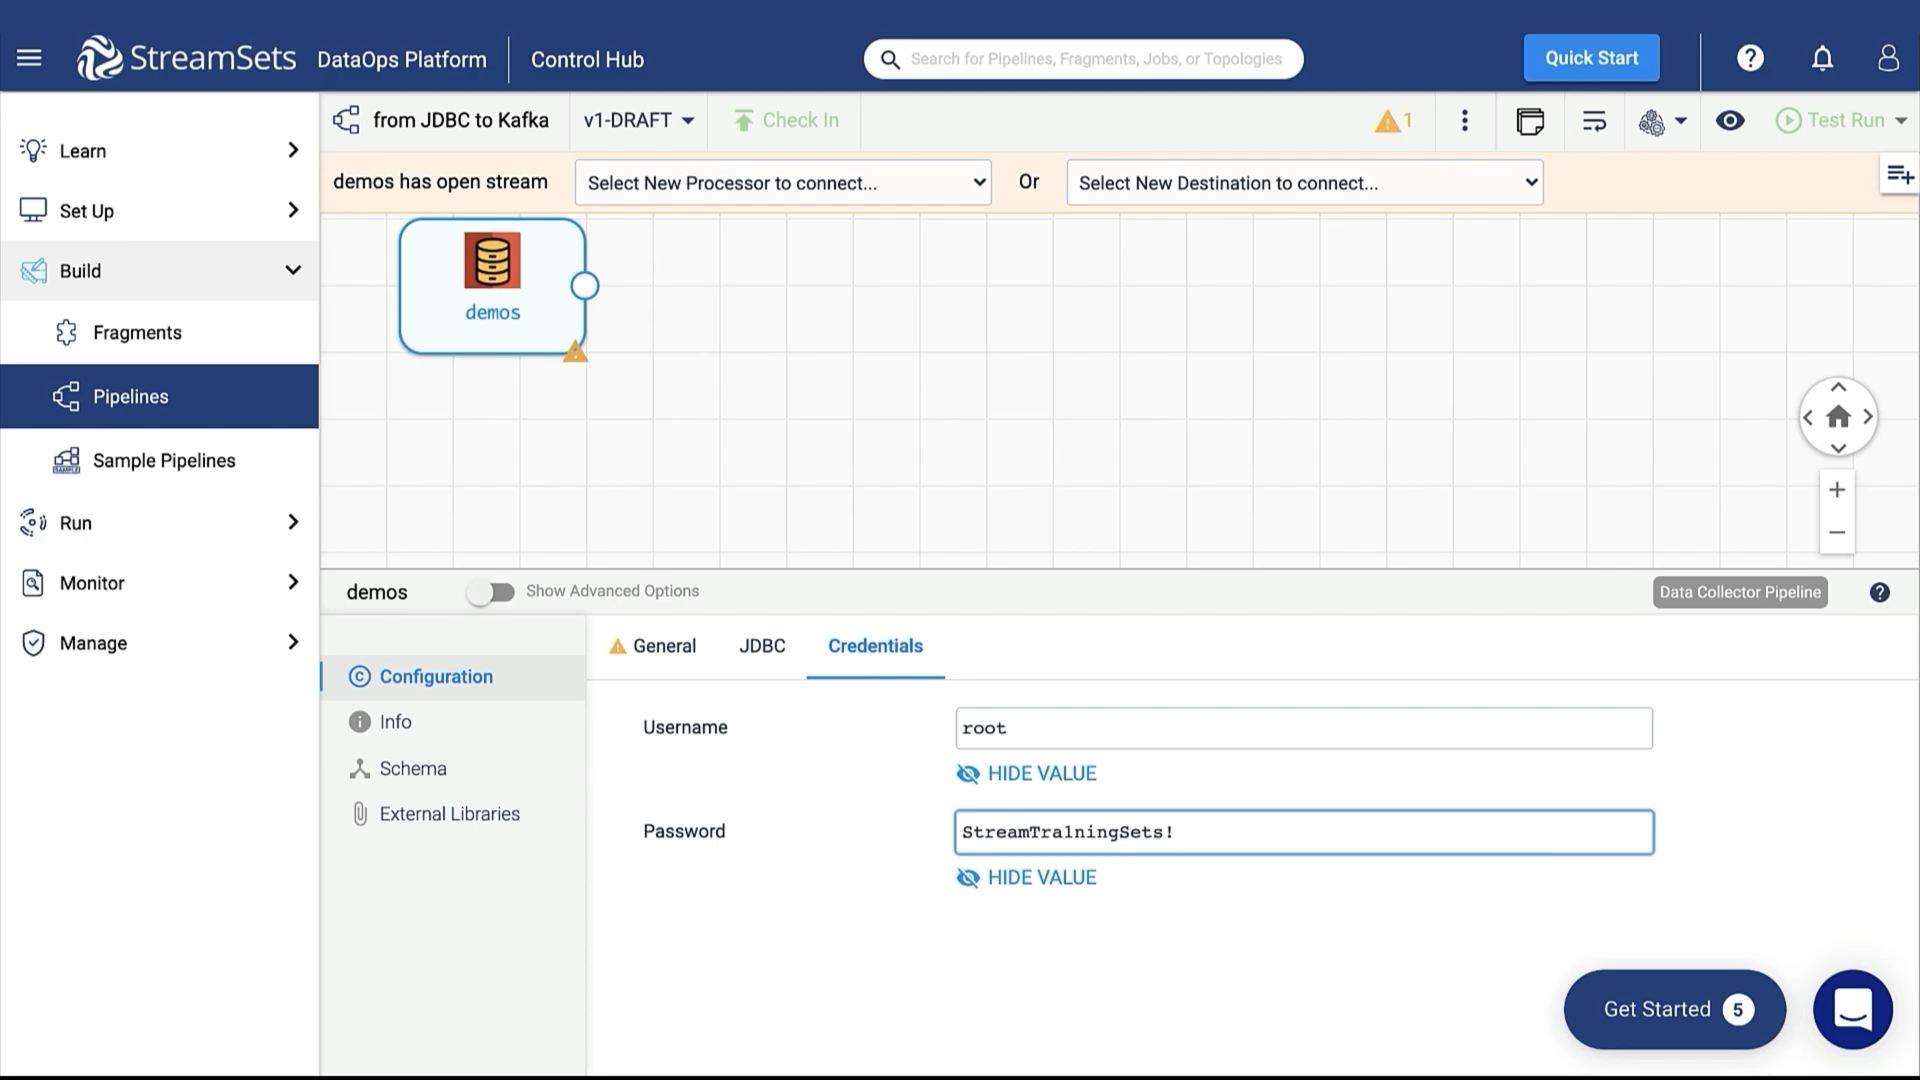 StreamSets DataOps Platform Control Hub
Search for Pipelines, Fragments, Jobs, or Topologies
Quick Start
Learn
Set Up
Build
Fragments
Pipelines
Sample Pipelines
SAMPLE
Run
Monitor
Manage
from JDBC to Kafka
v1-DRAFT
Check In
1
Test Run
demos has open stream
Select New Processor to connect...
Or
Select New Destination to connect...
demos
demos
Show Advanced Options
Data Collector Pipeline
Configuration
Info
Schema
External Libraries
General
JDBC
Credentials
Username
root
HIDE VALUE
Password
StreamTra1ningSets!
HIDE VALUE
Get Started 5